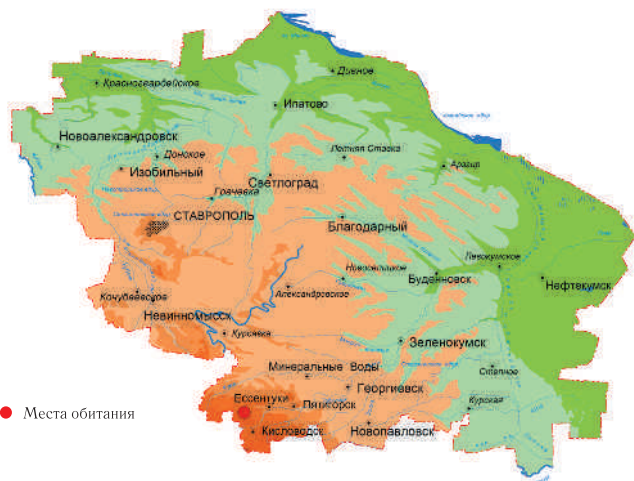 Дивное
Красногвардейское
Ипатово
Новоалександровск
Донское
Летняя Ставка
Арзгир
Изобильный
Светлоград
Грачевка
СТАВРОПОЛЬ
Благодарный
Левокумское
Новоселицкое
Буденновск
Нефтекумск
Кочубеевское
Александровское
Невинномысск
Курсавка
Зеленокумск
Минеральные Воды
Степное
Георгиевск
Ессентуки
Пятигорск
Курская
Места обитания
Кисловодск
Новопавловск